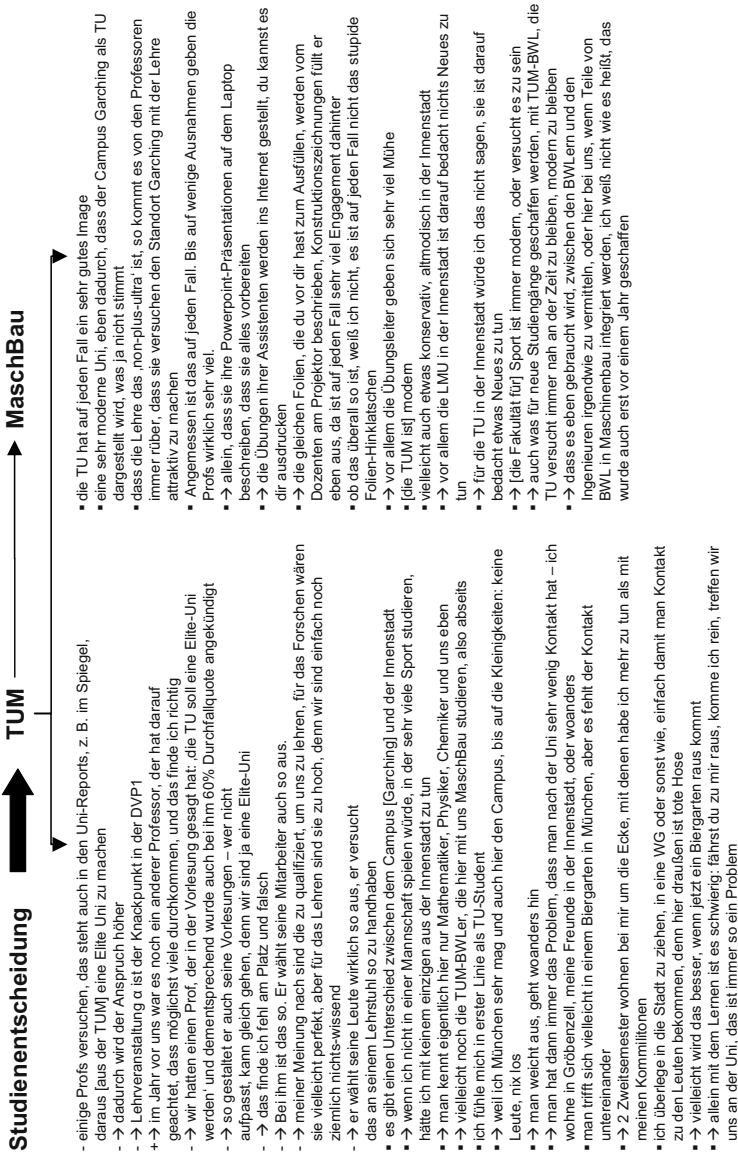 Studienentscheidung TUM MaschBau
- einige Profs versuchen, das steht auch in den Uni-Reports, z. B. im Spiegel,
daraus [aus der TUM] eine Elite Uni zu machen
- → dadurch wird der Anspruch höher
- → Lehrveranstaltung α ist der Knackpunkt in der DVP1
+ → im Jahr vor uns war es noch ein anderer Professor, der hat darauf
geachtet, dass möglichst viele durchkommen, und das finde ich richtig
- → wir hatten einen Prof, der in der Vorlesung gesagt hat: ‚die TU soll eine Elite-Uni
werden' und dementsprechend wurde auch bei ihm 60% Durchfallquote angekündigt
- → so gestaltet er auch seine Vorlesungen – wer nicht
aufpasst, kann gleich gehen, denn wir sind ja eine Elite-Uni
- → das finde ich fehl am Platz und falsch
- → Bei ihm ist das so. Er wählt seine Mitarbeiter auch so aus.
- → meiner Meinung nach sind die zu qualifiziert, um uns zu lehren, für das Forschen wären
sie vielleicht perfekt, aber für das Lehren sind sie zu hoch, denn wir sind einfach noch
ziemlich nichts-wissend
- → er wählt seine Leute wirklich so aus, er versucht
das an seinem Lehrstuhl so zu handhaben
▪ es gibt einen Unterschied zwischen dem Campus [Garching] und der Innenstadt
▪ → wenn ich nicht in einer Mannschaft spielen würde, in der sehr viele Sport studieren,
hätte ich mit keinem einzigen aus der Innenstadt zu tun
▪ → man kennt eigentlich hier nur Mathematiker, Physiker, Chemiker und uns eben
▪ → vielleicht noch die TUM-BWLer, die hier mit uns MaschBau studieren, also abseits
▪ ich fühle mich in erster Linie als TU-Student
▪ → weil ich München sehr mag und auch hier den Campus, bis auf die Kleinigkeiten: keine
Leute, nix los
▪ → man weicht aus, geht woanders hin
▪ → man hat dann immer das Problem, dass man nach der Uni sehr wenig Kontakt hat – ich
wohne in Gröbenzell, meine Freunde in der Innenstadt, oder woanders
▪ man trifft sich vielleicht in einem Biergarten in München, aber es fehlt der Kontakt
untereinander
▪ → 2 Zweitsemester wohnen bei mir um die Ecke, mit denen habe ich mehr zu tun als mit
meinen Kommilitonen
▪ ich überlege in die Stadt zu ziehen, in eine WG oder sonst wie, einfach damit man Kontakt
zu den Leuten bekommen, denn hier draußen ist tote Hose
▪ → vielleicht wird das besser, wenn jetzt ein Biergarten raus kommt
▪ → allein mit dem Lernen ist es schwierig: fährst du zu mir raus, komme ich rein, treffen wir
uns an der Uni, das ist immer so ein Problem
▪ die TU hat auf jeden Fall ein sehr gutes Image
▪ eine sehr moderne Uni, eben dadurch, dass der Campus Garching als TU
dargestellt wird, was ja nicht stimmt
▪ dass die Lehre das ‚non-plus-ultra' ist, so kommt es von den Professoren
immer rüber, dass sie versuchen den Standort Garching mit der Lehre
attraktiv zu machen
▪ Angemessen ist das auf jeden Fall. Bis auf wenige Ausnahmen geben die
Profs wirklich sehr viel.
▪ → allein, dass sie Ihre Powerpoint-Präsentationen auf dem Laptop
beschreiben, dass sie alles vorbereiten
▪ → die Übungen ihrer Assistenten werden ins Internet gestellt, du kannst es
dir ausdrucken
▪ → die gleichen Folien, die du vor dir hast zum Ausfüllen, werden vom
Dozenten am Projektor beschrieben, Konstruktionszeichnungen füllt er
eben aus, da ist auf jeden Fall sehr viel Engagement dahinter
▪ ob das überall so ist, weiß ich nicht, es ist auf jeden Fall nicht das stupide
Folien-Hinklatschen
▪ → vor allem die Übungsleiter geben sich sehr viel Mühe
▪ [die TUM ist] modern
▪ vielleicht auch etwas konservativ, altmodisch in der Innenstadt
▪ → vor allem die LMU in der Innenstadt ist darauf bedacht nichts Neues zu
tun
▪ → für die TU in der Innenstadt würde ich das nicht sagen, sie ist darauf
bedacht etwas Neues zu tun
▪ → [die Fakultät für] Sport ist immer modern, oder versucht es zu sein
▪ → auch was für neue Studiengänge geschaffen werden, mit TUM-BWL, die
TU versucht immer nah an der Zeit zu bleiben, modern zu bleiben
▪ → dass es eben gebraucht wird, zwischen den BWLern und den
Ingenieuren irgendwie zu vermitteln, oder hier bei uns, wenn Teile von
BWL in Maschinenbau integriert werden, ich weiß nicht wie es heißt, das
wurde auch erst vor einem Jahr geschaffen